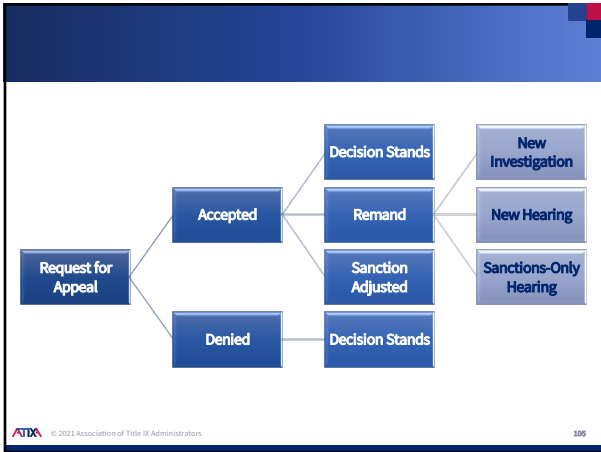 Request for
Appeal
Accepted
Denied
Decision Stands
Remand
Sanction
Adjusted
Decision Stands
New
Investigation
New Hearing
Sanctions-Only
Hearing
ATIXA © 2021 Association of Title IX Administrators
105